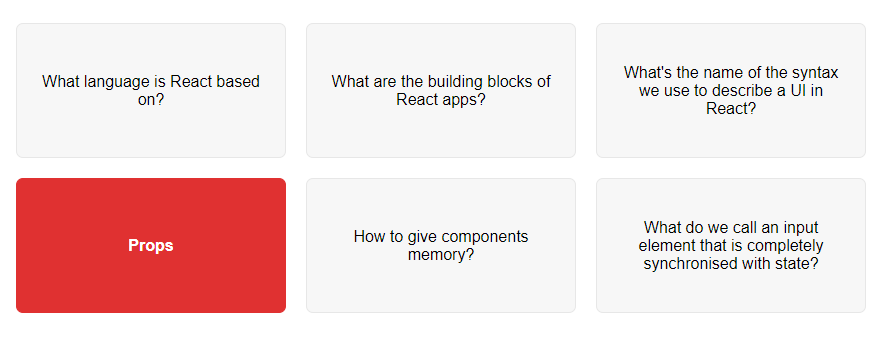 What language is React based
on?
What are the building blocks of
React apps?
What's the name of the syntax
we use to describe a UI in
React?
Props
How to give components
memory?
What do we call an input
element that is completely
synchronised with state?